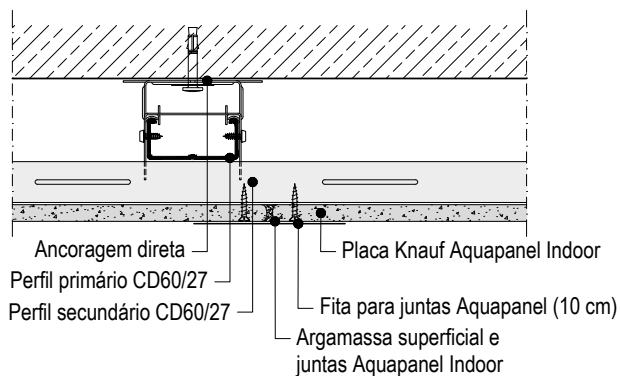 Ancoragem direta
Placa Knauf Aquapanel Indoor
Perfil primário CD60/27
Perfil secundário CD60/27
Fita para juntas Aquapanel (10 cm)
Argamassa superficial e
juntas Aquapanel Indoor